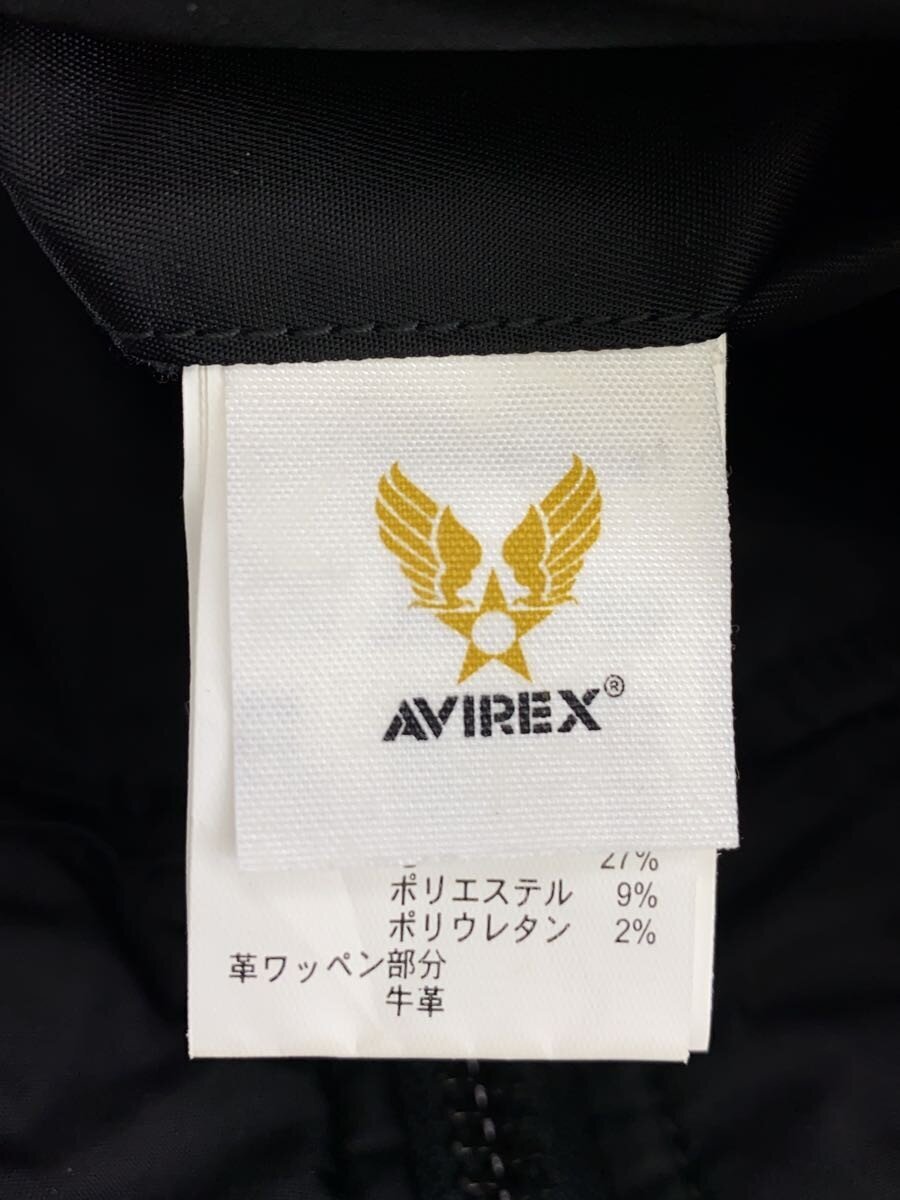 AVIREX®
27%
ポリエステル 9%
ポリウレタン 2%
革ワッペン部分
牛革